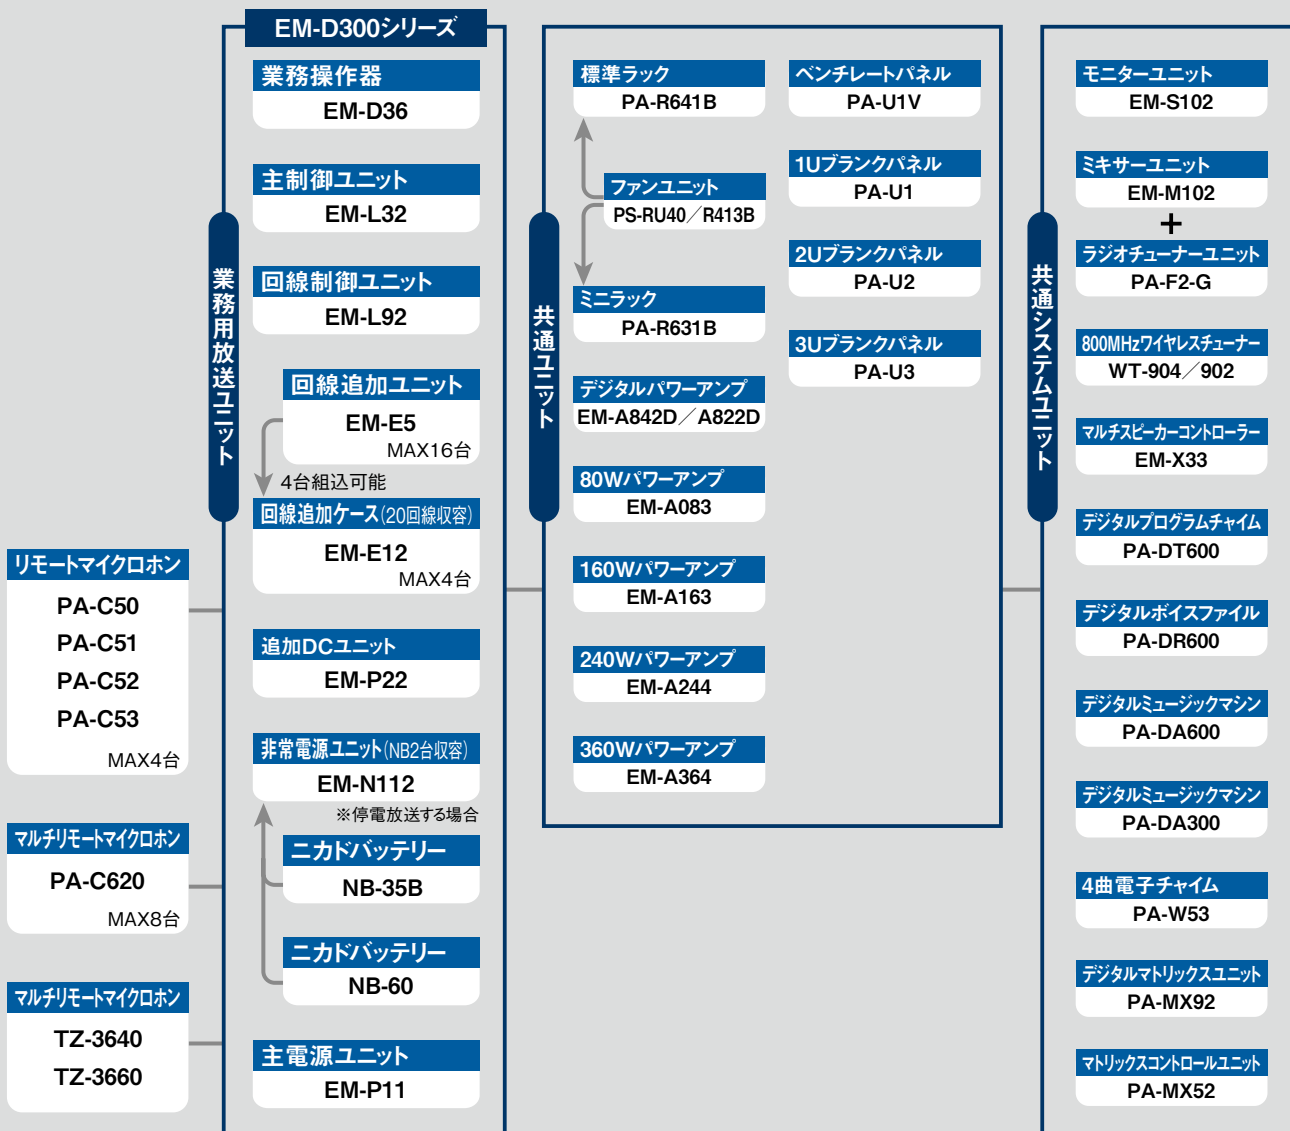 EM-D300シリーズ
業務用放送ユニット
業務操作器
EM-D36
主制御ユニット
EM-L32
回線制御ユニット
EM-L92
回線追加ユニット
EM-E5
MAX16台
4台組込可能
回線追加ケース(20回線収容)
EM-E12
MAX4台
追加DCユニット
EM-P22
非常電源ユニット(NB2台収容)
EM-N112
※停電放送する場合
ニカドバッテリー
NB-35B
ニカドバッテリー
NB-60
主電源ユニット
EM-P11
リモートマイクロホン
PA-C50
PA-C51
PA-C52
PA-C53
MAX4台
マルチリモートマイクロホン
PA-C620
MAX8台
マルチリモートマイクロホン
TZ-3640
TZ-3660
共通ユニット
標準ラック
PA-R641B
ファンユニット
PS-RU40／R413B
ミニラック
PA-R631B
デジタルパワーアンプ
EM-A842D／A822D
80Wパワーアンプ
EM-A083
160Wパワーアンプ
EM-A163
240Wパワーアンプ
EM-A244
360Wパワーアンプ
EM-A364
ベンチレートパネル
PA-U1V
1Uブランクパネル
PA-U1
2Uブランクパネル
PA-U2
3Uブランクパネル
PA-U3
共通システムユニット
モニターユニット
EM-S102
ミキサーユニット
EM-M102
+
ラジオチューナーユニット
PA-F2-G
800MHzワイヤレスチューナー
WT-904／902
マルチスピーカーコントローラー
EM-X33
デジタルプログラムチャイム
PA-DT600
デジタルボイスファイル
PA-DR600
デジタルミュージックマシン
PA-DA600
デジタルミュージックマシン
PA-DA300
4曲電子チャイム
PA-W53
デジタルマトリックスユニット
PA-MX92
マトリックスコントロールユニット
PA-MX52